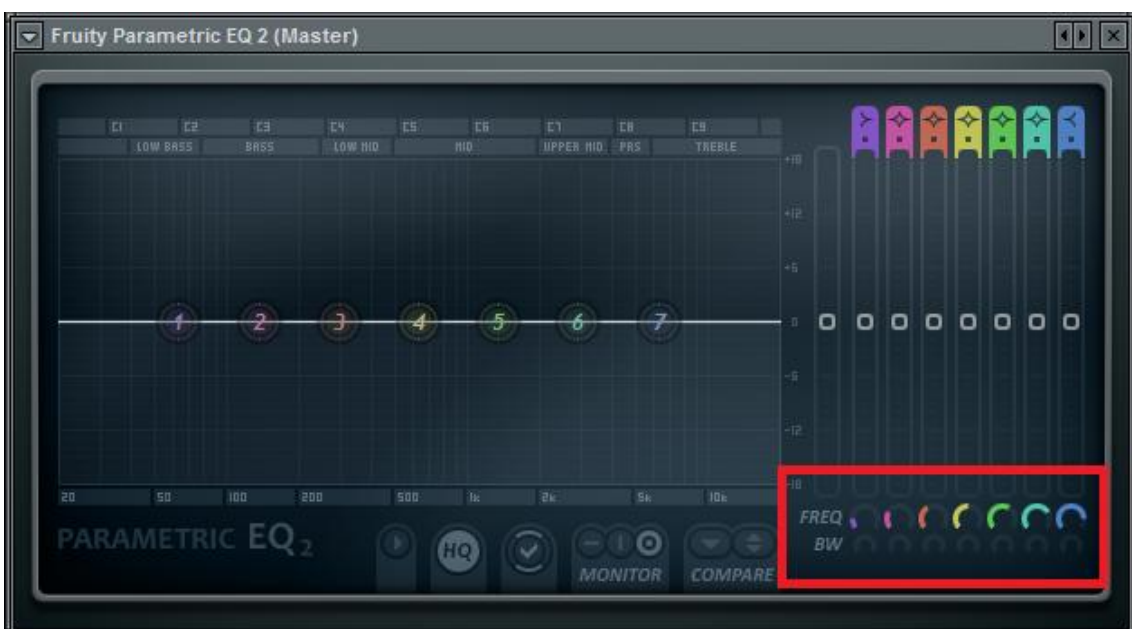 Fruity Parametric EQ 2 (Master)
C1 C2 C3 C4 C5 C6 C7 C8 C9
LOW BASS BASS LOW MID MID UPPER MID PRS TREBLE
+18
+12
+6
1 2 3 4 5 6 7 0
-6
-12
-18
20 50 100 200 500 1k 2k 5k 10k
FREQ
BW
PARAMETRIC EQ2
HQ
MONITOR COMPARE